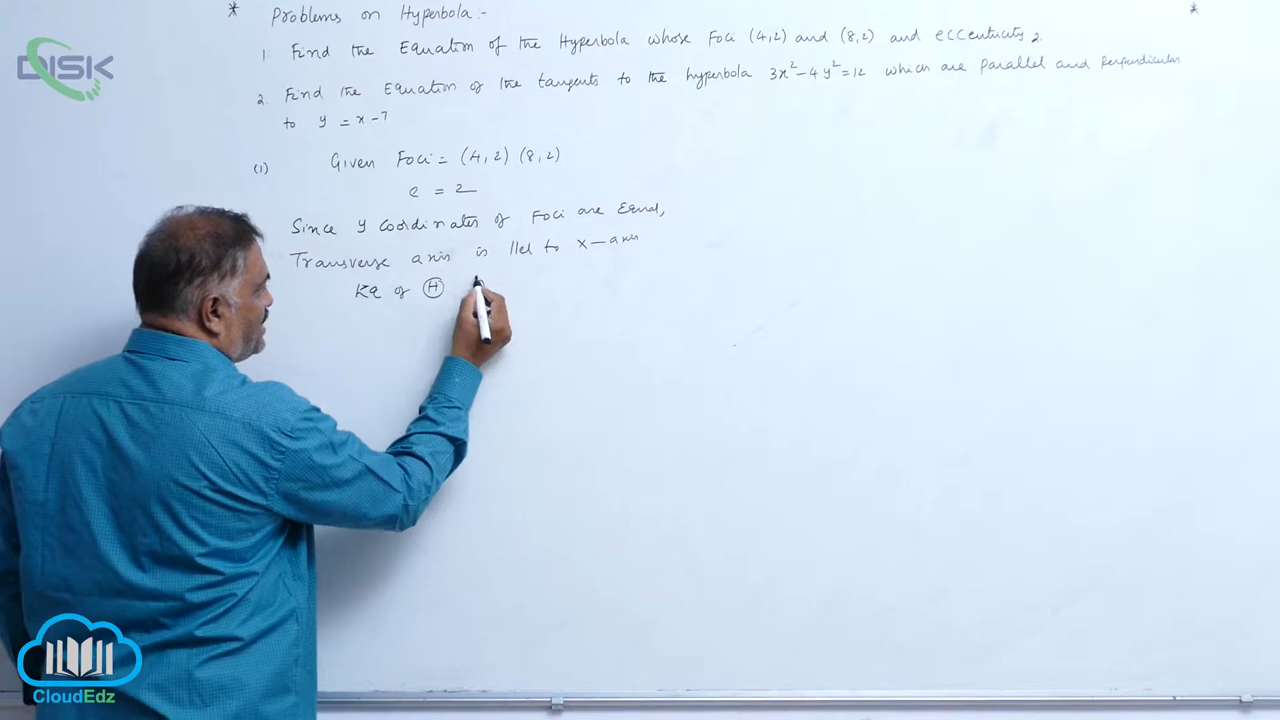 * Problems on Hyperbola :- *
1. Find the Equation of the Hyperbola whose Foci (4,2) and (8,2) and eccentricity 2.
2. Find the Equation of the tangents to the hyperbola 3x² - 4y² = 12 which are parallel and perpendicular
to y = x - 7
(1) Given Foci = (4,2) (8,2)
e = 2
Since y coordinates of Foci are Equal,
Transverse axis is llel to x-axis
Eq of (H)
DISK
CloudEdz